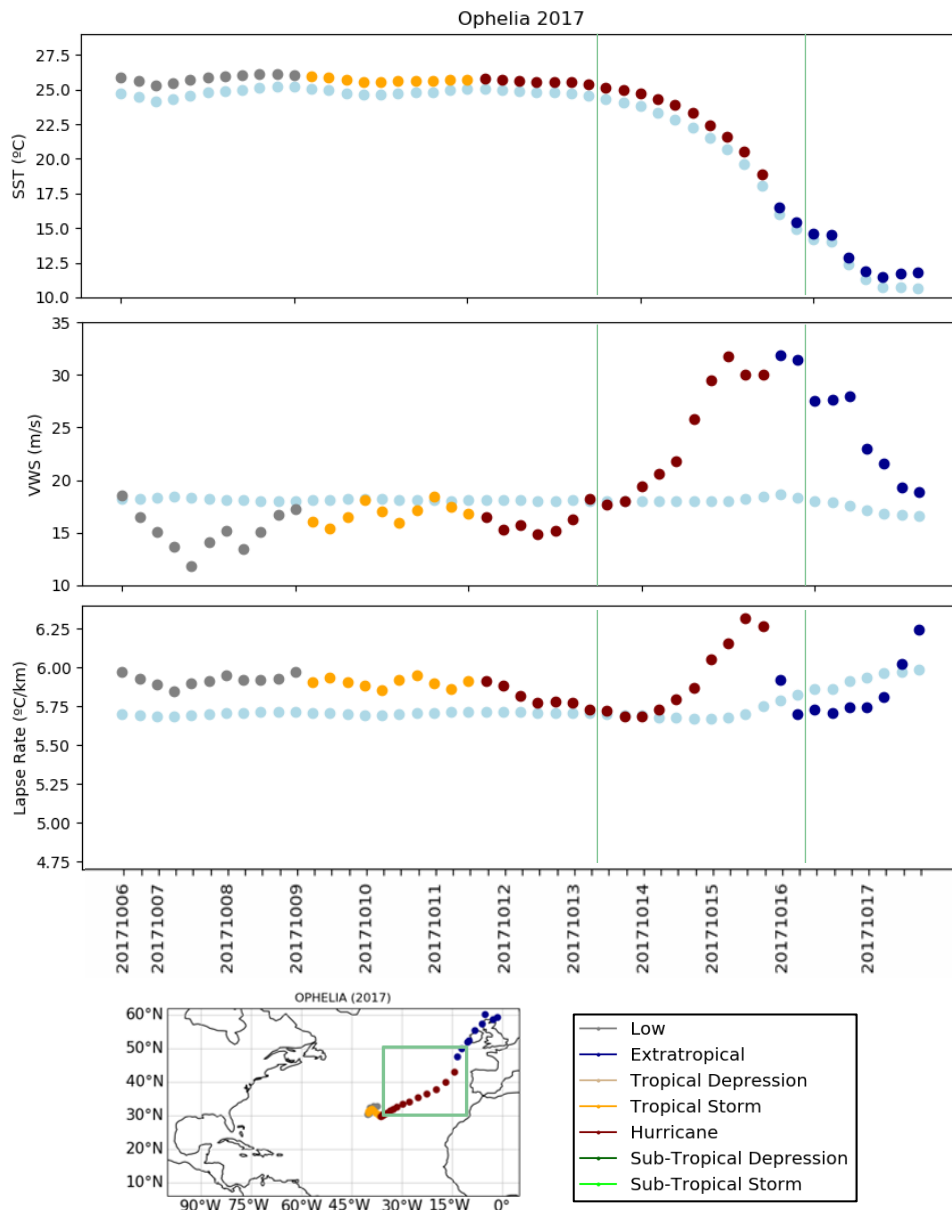 Ophelia 2017
27.5
25.0
22.5
20.0
17.5
15.0
12.5
10.0
SST (ºC)
35
30
25
20
15
10
VWS (m/s)
6.25
6.00
5.75
5.50
5.25
5.00
4.75
Lapse Rate (ºC/km)
20171006
20171007
20171008
20171009
20171010
20171011
20171012
20171013
20171014
20171015
20171016
20171017
OPHELIA (2017)
60°N
50°N
40°N
30°N
20°N
10°N
90°W 75°W 60°W 45°W 30°W 15°W 0°
Low
Extratropical
Tropical Depression
Tropical Storm
Hurricane
Sub-Tropical Depression
Sub-Tropical Storm